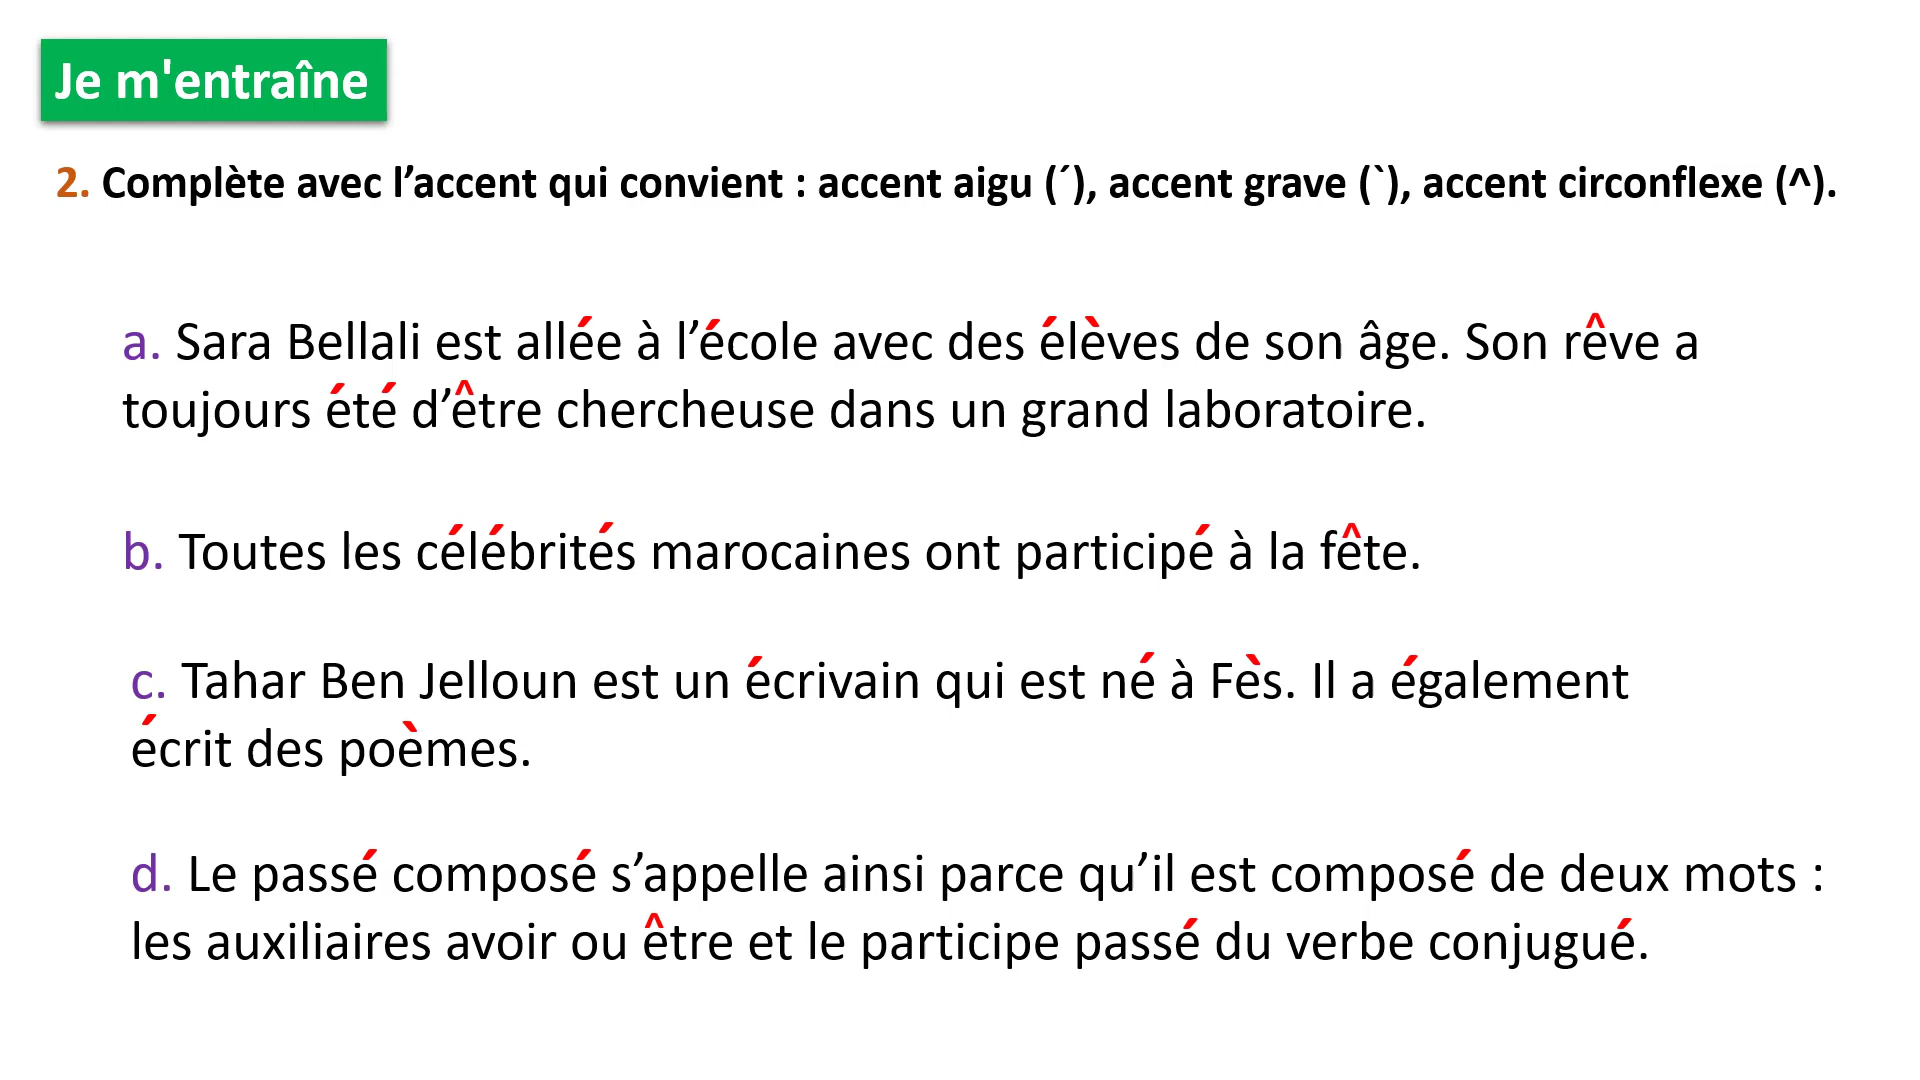 Je m'entraîne
2. Complète avec l’accent qui convient : accent aigu (´), accent grave (`), accent circonflexe (^).
a. Sara Bellali est allée à l’école avec des élèves de son âge. Son rêve a
toujours été d’être chercheuse dans un grand laboratoire.
b. Toutes les célébrités marocaines ont participé à la fête.
c. Tahar Ben Jelloun est un écrivain qui est né à Fès. Il a également
écrit des poèmes.
d. Le passé composé s’appelle ainsi parce qu’il est composé de deux mots :
les auxiliaires avoir ou être et le participe passé du verbe conjugué.